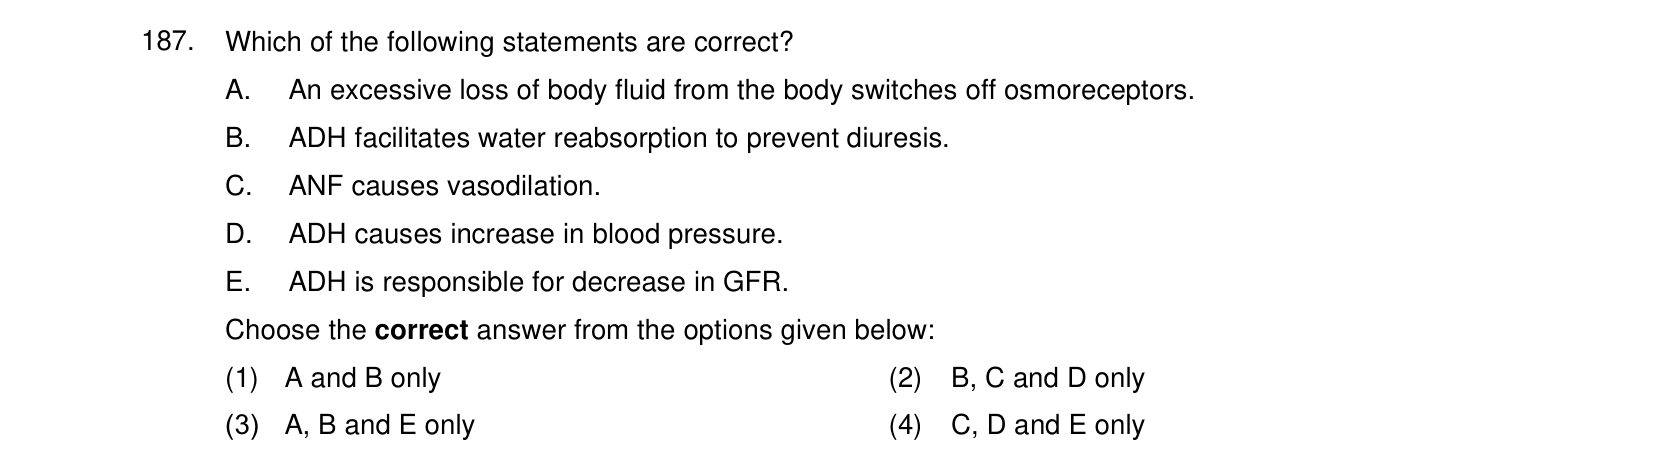 187. Which of the following statements are correct?
A. An excessive loss of body fluid from the body switches off osmoreceptors.
B. ADH facilitates water reabsorption to prevent diuresis.
C. ANF causes vasodilation.
D. ADH causes increase in blood pressure.
E. ADH is responsible for decrease in GFR.
Choose the correct answer from the options given below:
(1) A and B only (2) B, C and D only
(3) A, B and E only (4) C, D and E only